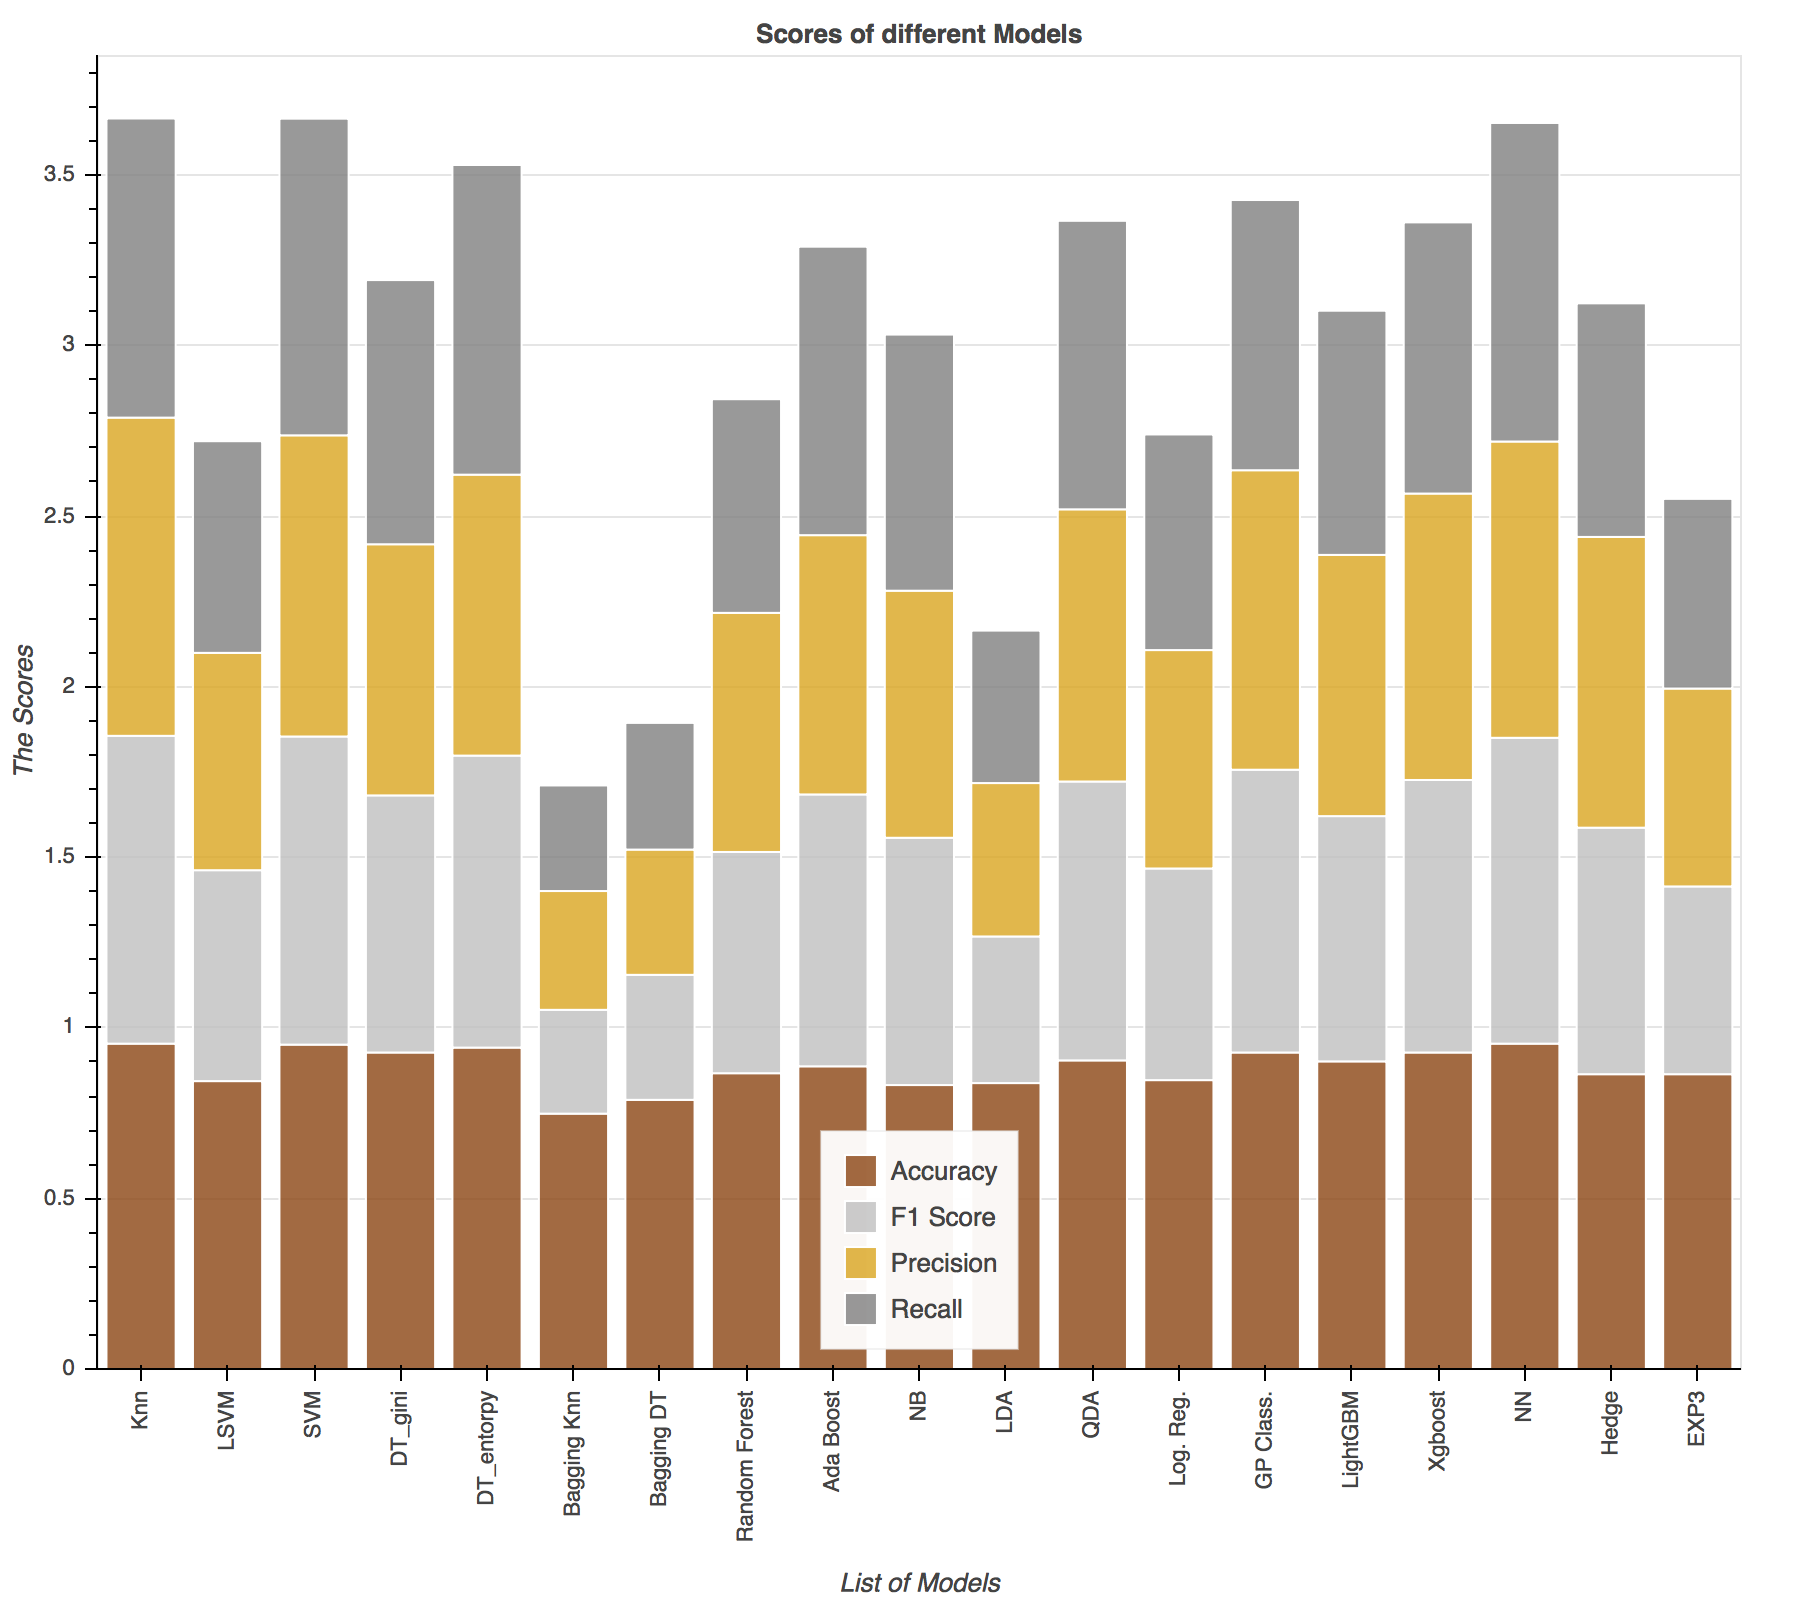 Scores of different Models
The Scores
3.5
3
2.5
2
1.5
1
0.5
0
Accuracy
F1 Score
Precision
Recall
Knn
LSVM
SVM
DT_gini
DT_entorpy
Bagging Knn
Bagging DT
Random Forest
Ada Boost
NB
LDA
QDA
Log. Reg.
GP Class.
LightGBM
Xgboost
NN
Hedge
EXP3
List of Models